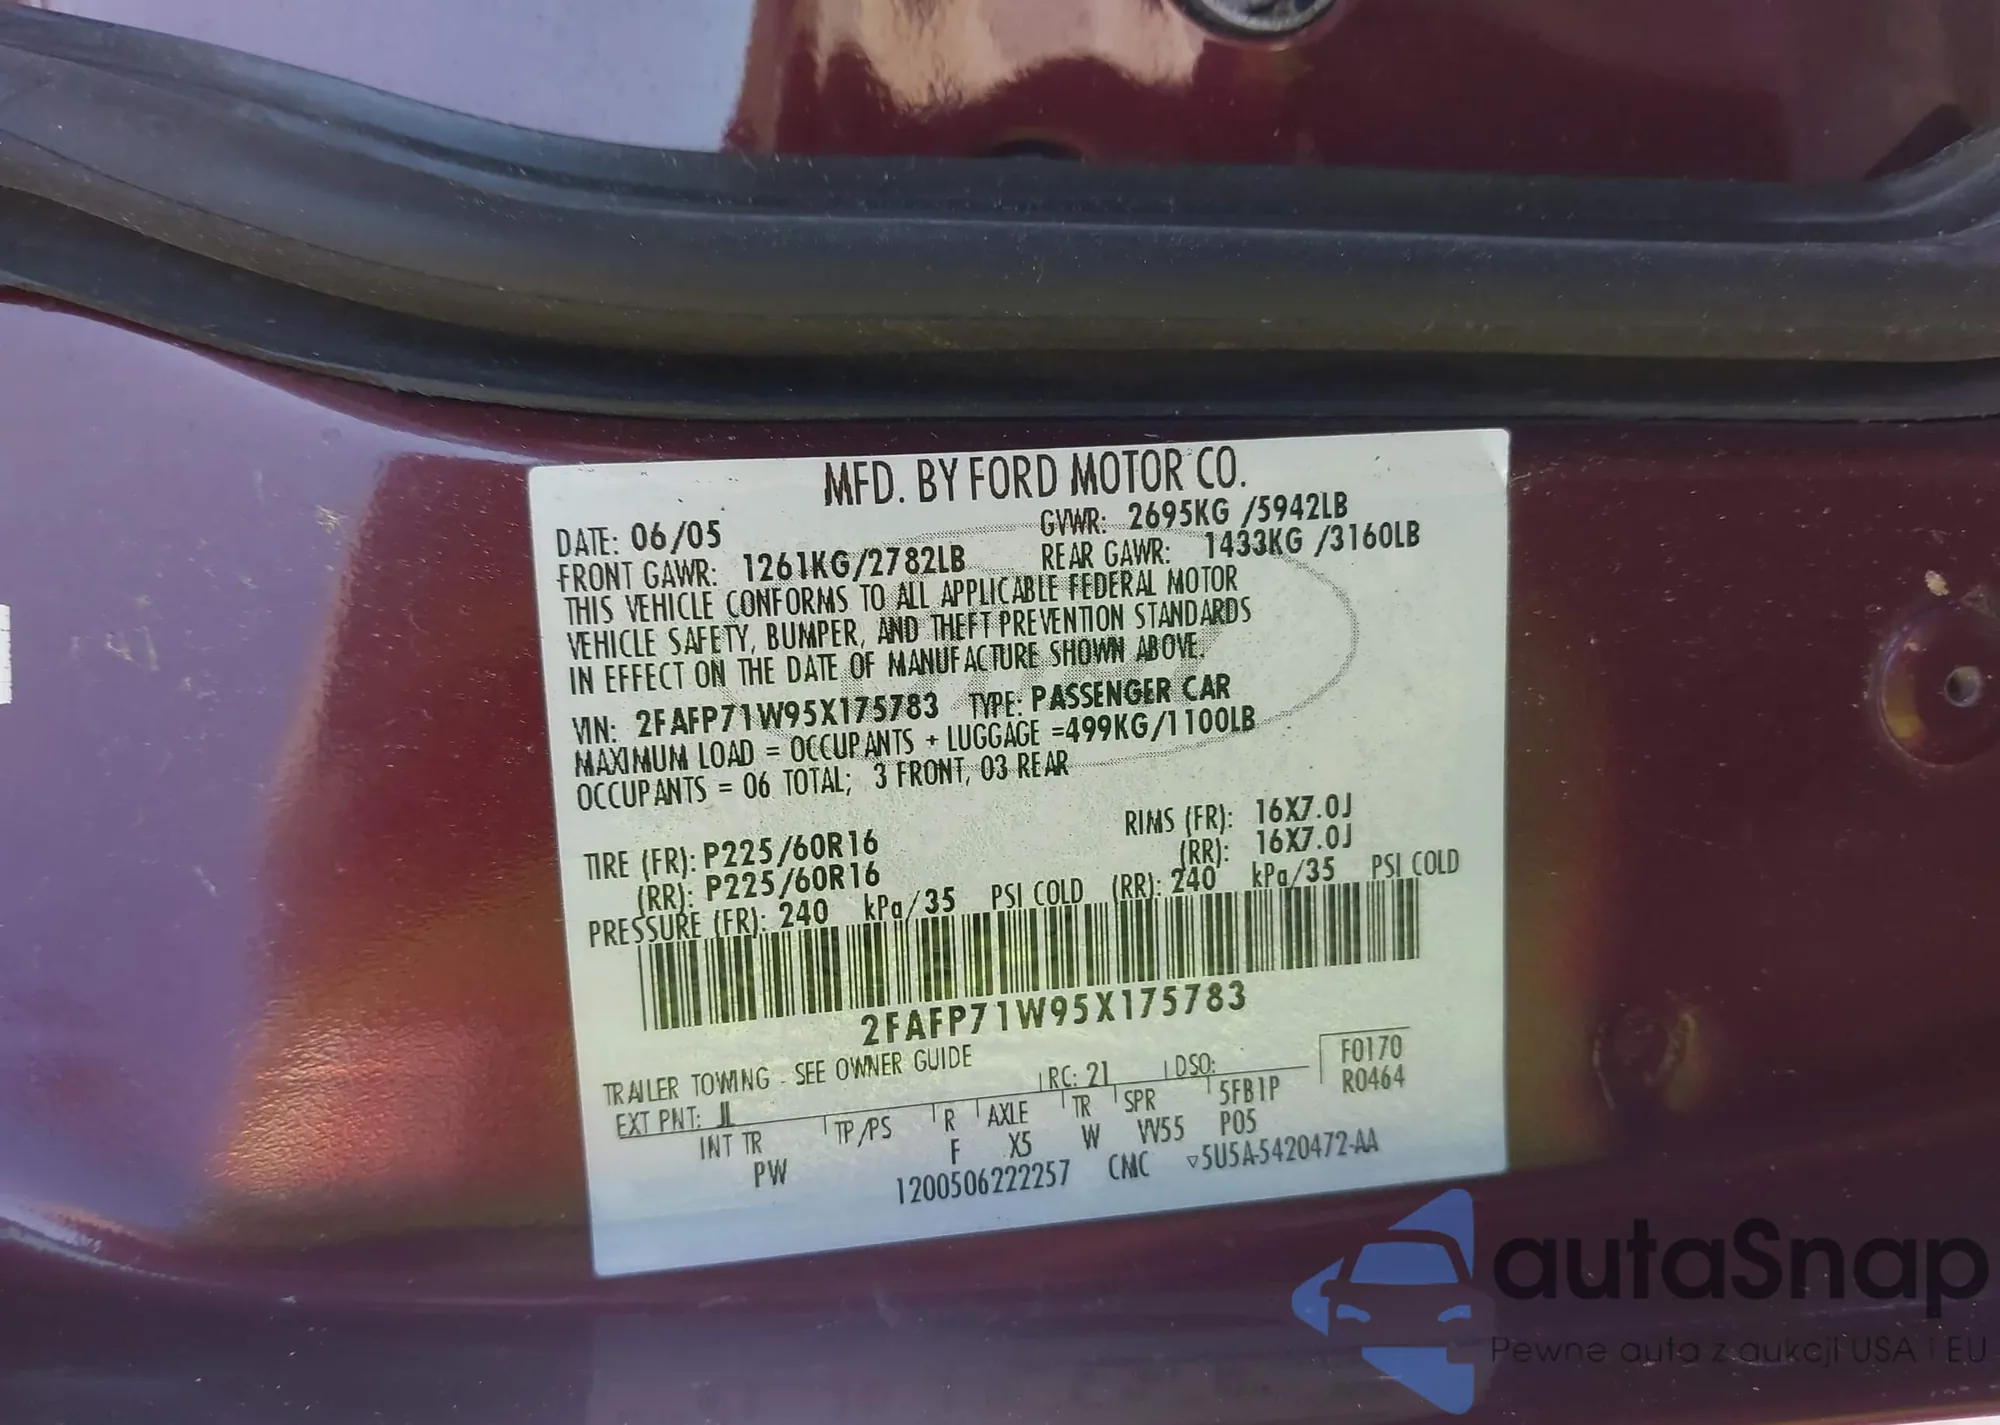 MFD. BY FORD MOTOR CO.
DATE: 06/05 GVWR: 2695KG /5942LB
FRONT GAWR: 1261KG/2782LB REAR GAWR: 1433KG /3160LB
THIS VEHICLE CONFORMS TO ALL APPLICABLE FEDERAL MOTOR
VEHICLE SAFETY, BUMPER, AND THEFT PREVENTION STANDARDS
IN EFFECT ON THE DATE OF MANUFACTURE SHOWN ABOVE.
VIN: 2FAFP71W95X175783 TYPE: PASSENGER CAR
MAXIMUM LOAD = OCCUPANTS + LUGGAGE =499KG/1100LB
OCCUPANTS = 06 TOTAL; 3 FRONT, 03 REAR
TIRE (FR): P225/60R16 RIMS (FR): 16X7.0J
(RR): P225/60R16 (RR): 16X7.0J
PRESSURE (FR): 240 kPa/35 PSI COLD (RR): 240 kPa/35 PSI COLD
2FAFP71W95X175783
TRAILER TOWING - SEE OWNER GUIDE
F0170
EXT PNT: JL RC: 21 DSO: R0464
INT TR TP/PS R AXLE TR SPR 5FB1P
PW F X5 W VV55 P05
1200506222257 CMC ▿5U5A-5420472-AA
autaSnap
Pewne auta z aukcji USA i EU